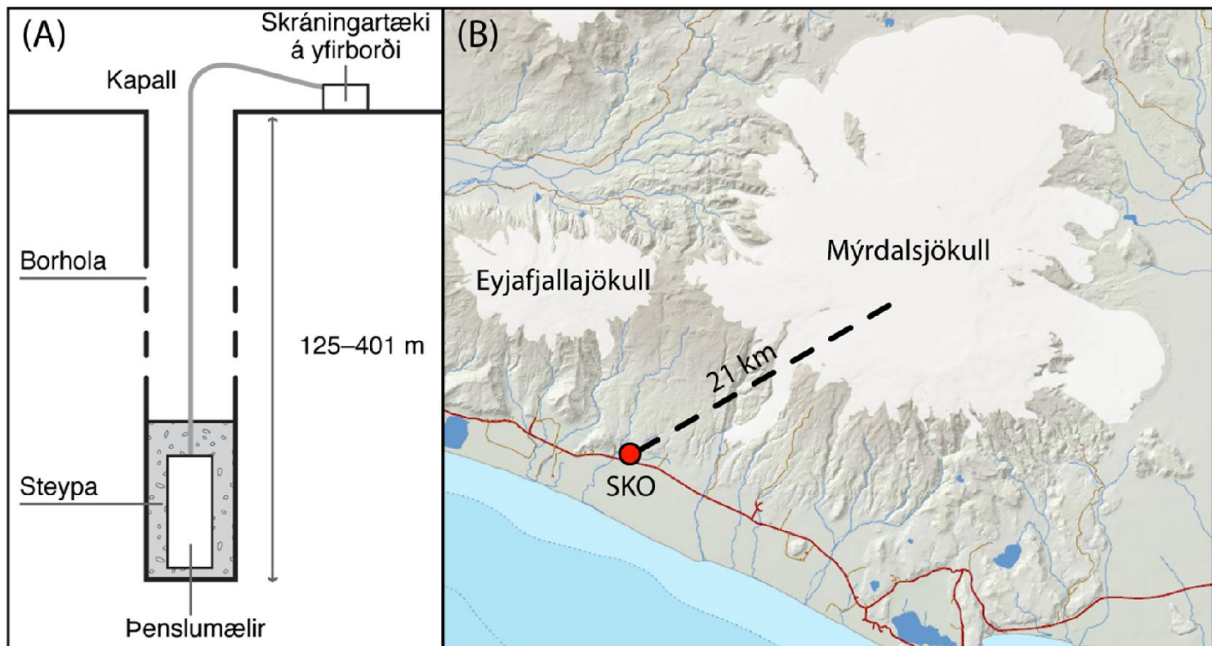 (A)
Skráningartæki
á yfirborði
Kapall
Borhola
125–401 m
Steypa
Þenslumælir
(B)
Mýrdalsjökull
Eyjafjallajökull
21 km
SKO